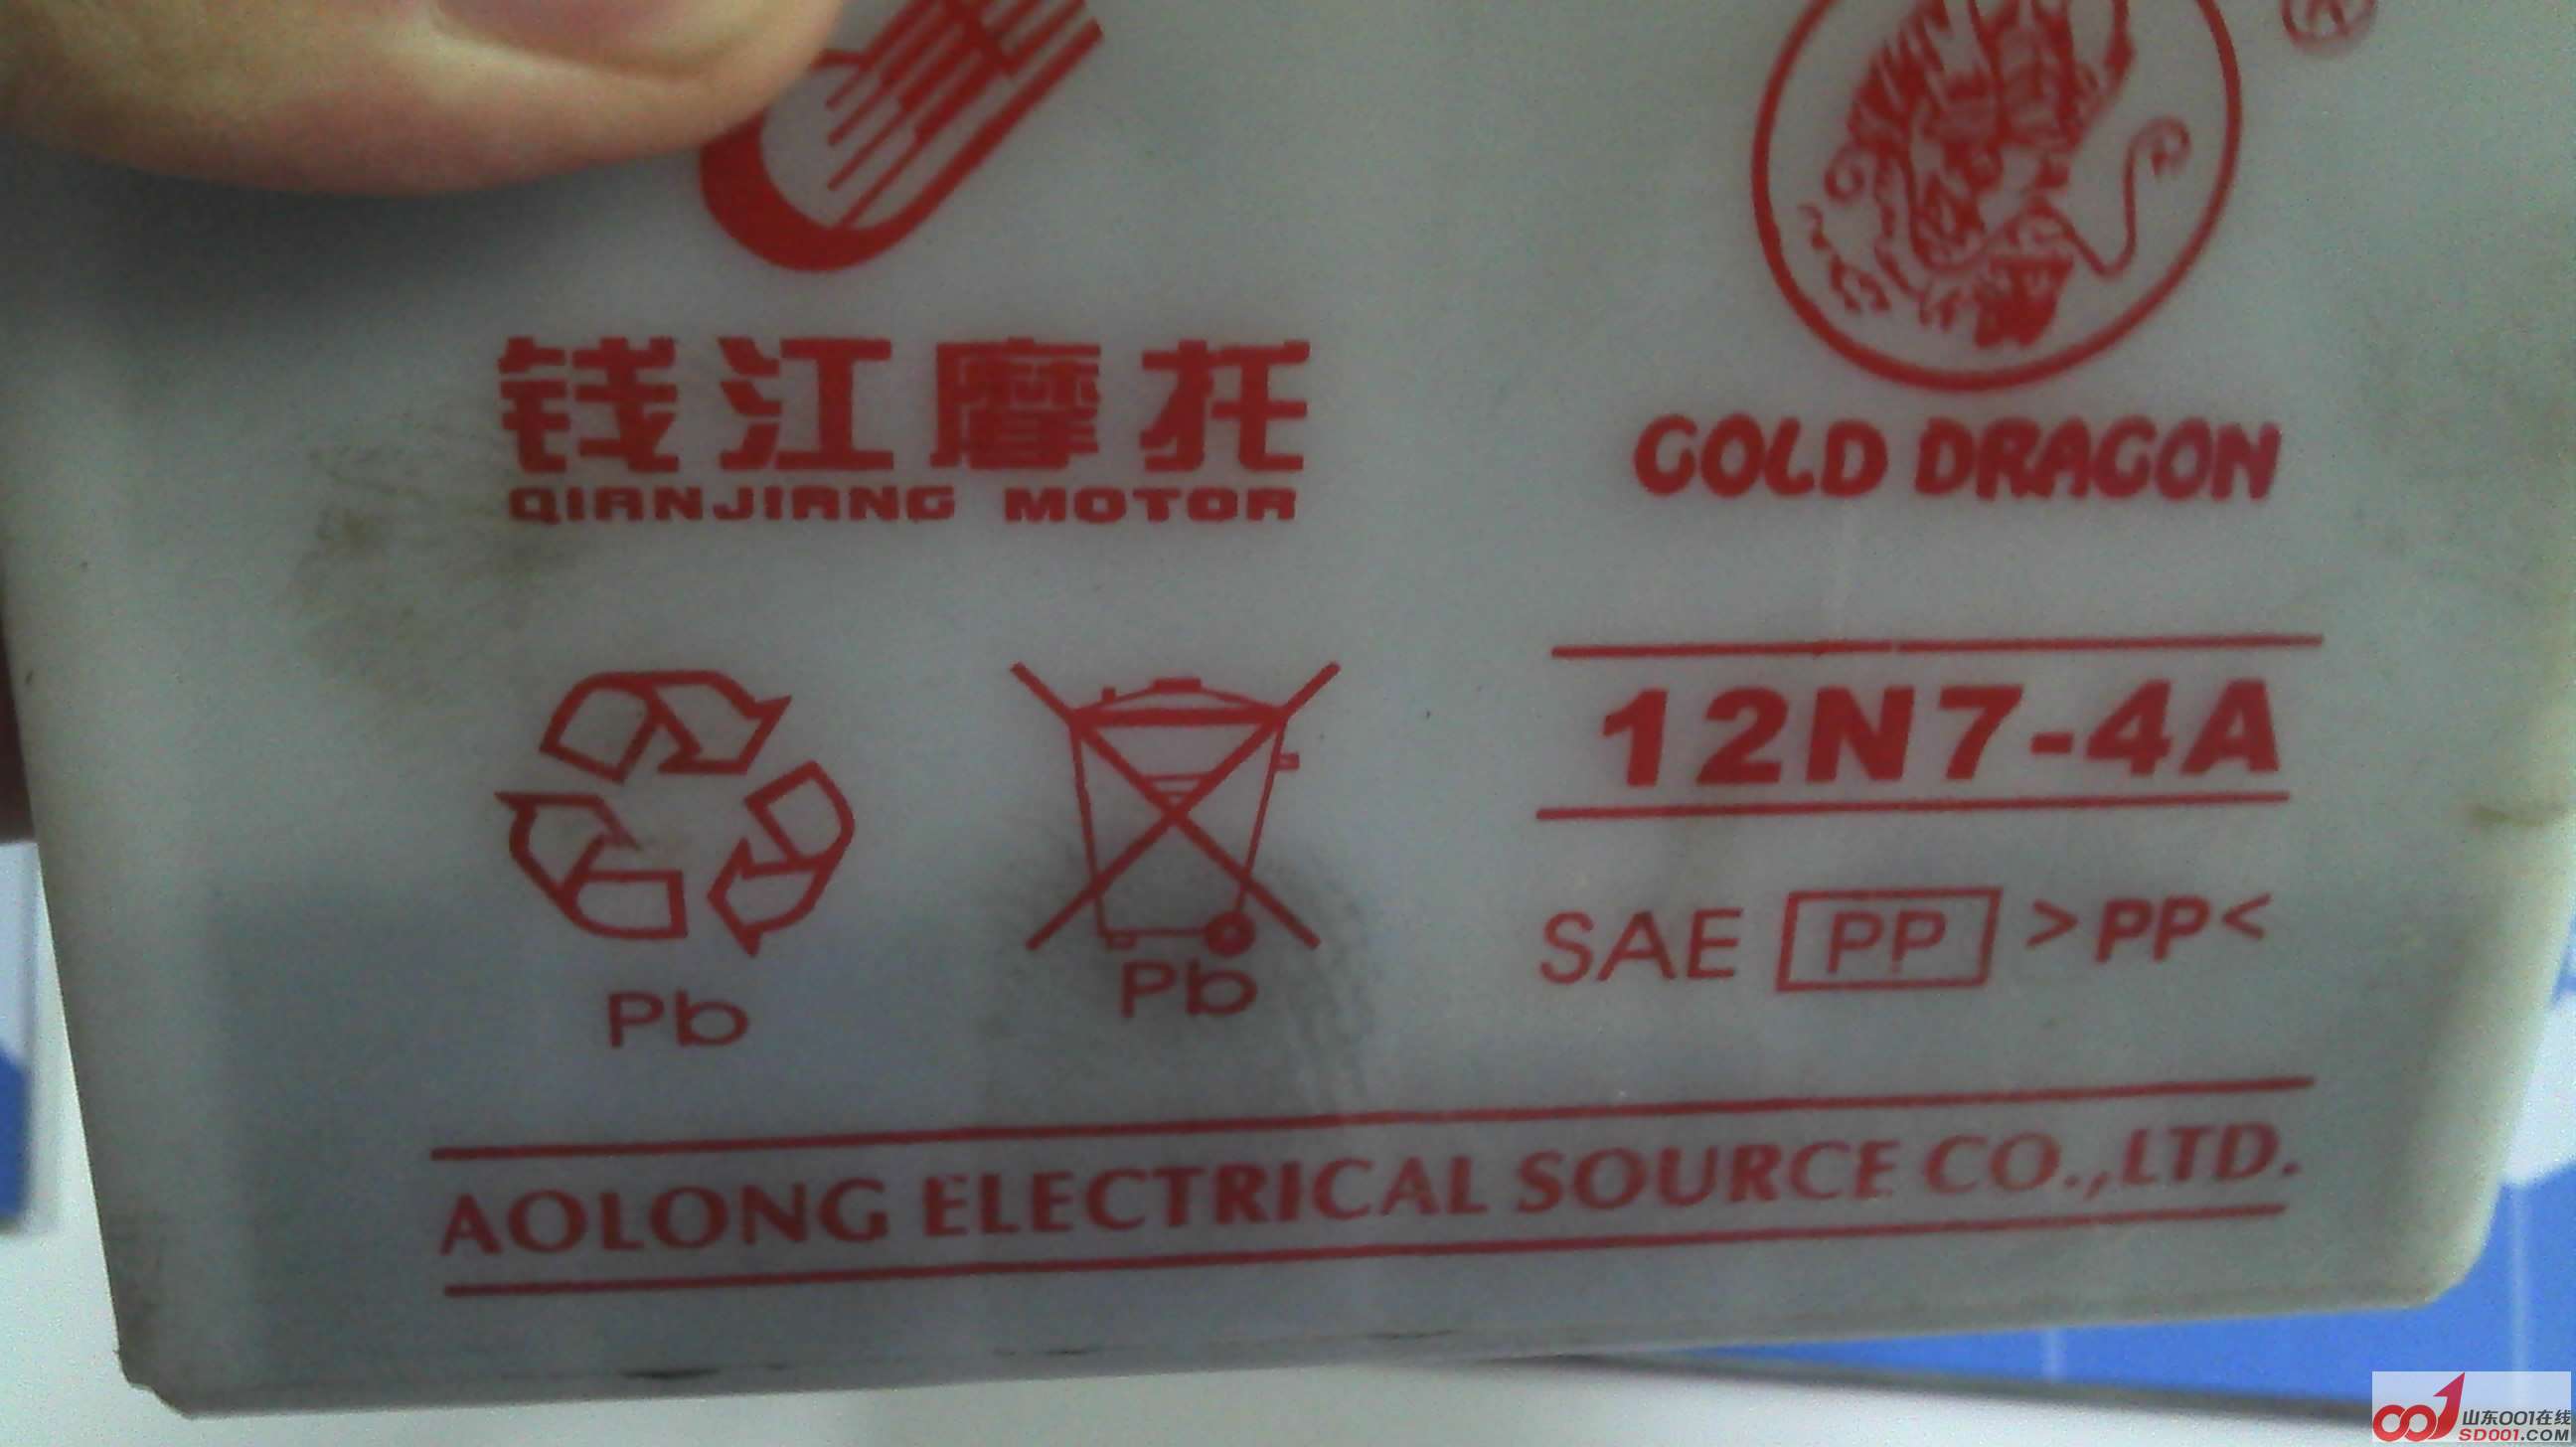 ®
钱江摩托
QIANJIANG MOTOR
GOLD DRAGON
12N7-4A
Pb
Pb
SAE PP >PP<
AOLONG ELECTRICAL SOURCE CO.,LTD.
山东001在线
SD001.COM